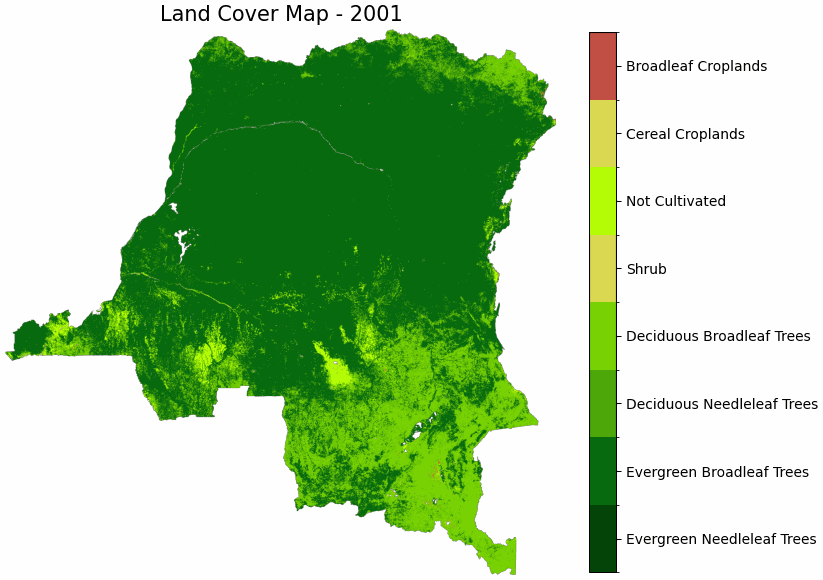 Land Cover Map - 2001
Broadleaf Croplands
Cereal Croplands
Not Cultivated
Shrub
Deciduous Broadleaf Trees
Deciduous Needleleaf Trees
Evergreen Broadleaf Trees
Evergreen Needleleaf Trees